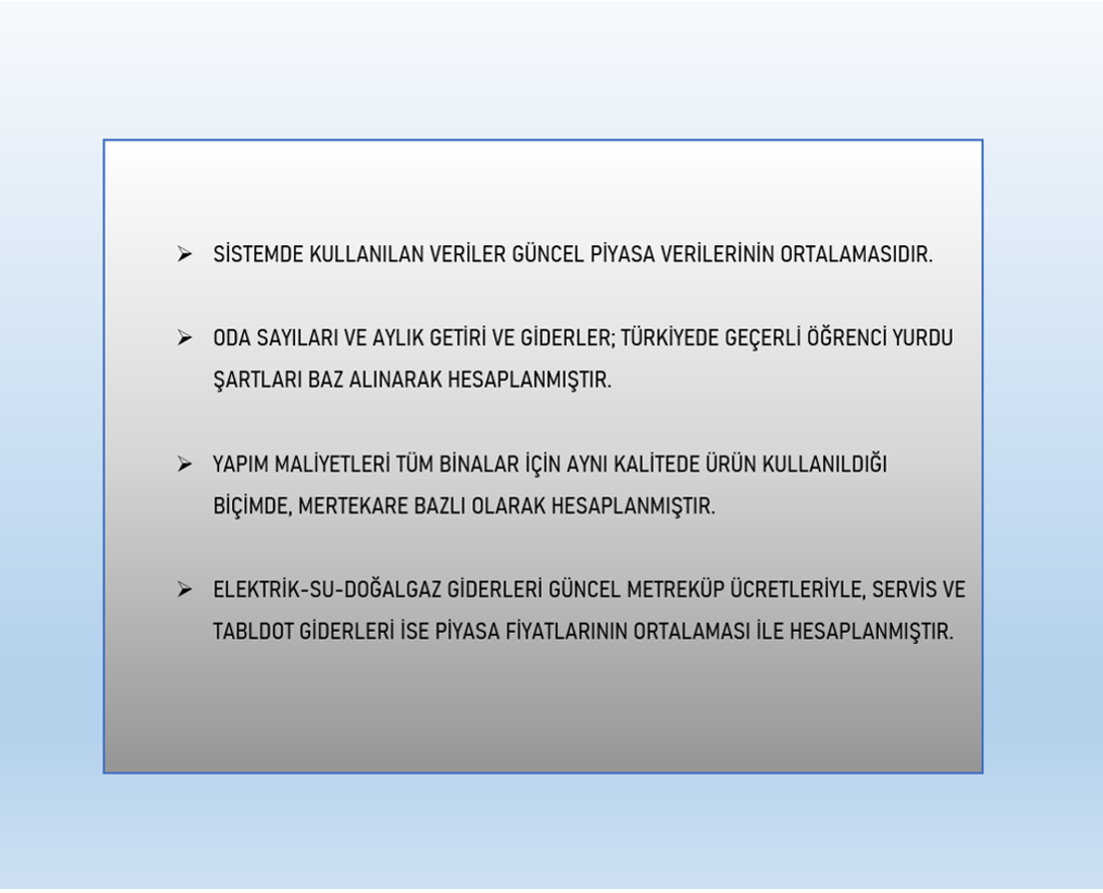 ➢ SİSTEMDE KULLANILAN VERİLER GÜNCEL PİYASA VERİLERİNİN ORTALAMASIDIR.
➢ ODA SAYILARI VE AYLIK GETİRİ VE GİDERLER; TÜRKİYEDE GEÇERLİ ÖĞRENCİ YURDU
ŞARTLARI BAZ ALINARAK HESAPLANMIŞTIR.
➢ YAPIM MALİYETLERİ TÜM BİNALAR İÇİN AYNI KALİTEDE ÜRÜN KULLANILDIĞI
BİÇİMDE, MERTEKARE BAZLI OLARAK HESAPLANMIŞTIR.
➢ ELEKTRİK-SU-DOĞALGAZ GİDERLERİ GÜNCEL METREKÜP ÜCRETLERİYLE, SERVİS VE
TABLDOT GİDERLERİ İSE PİYASA FİYATLARININ ORTALAMASI İLE HESAPLANMIŞTIR.